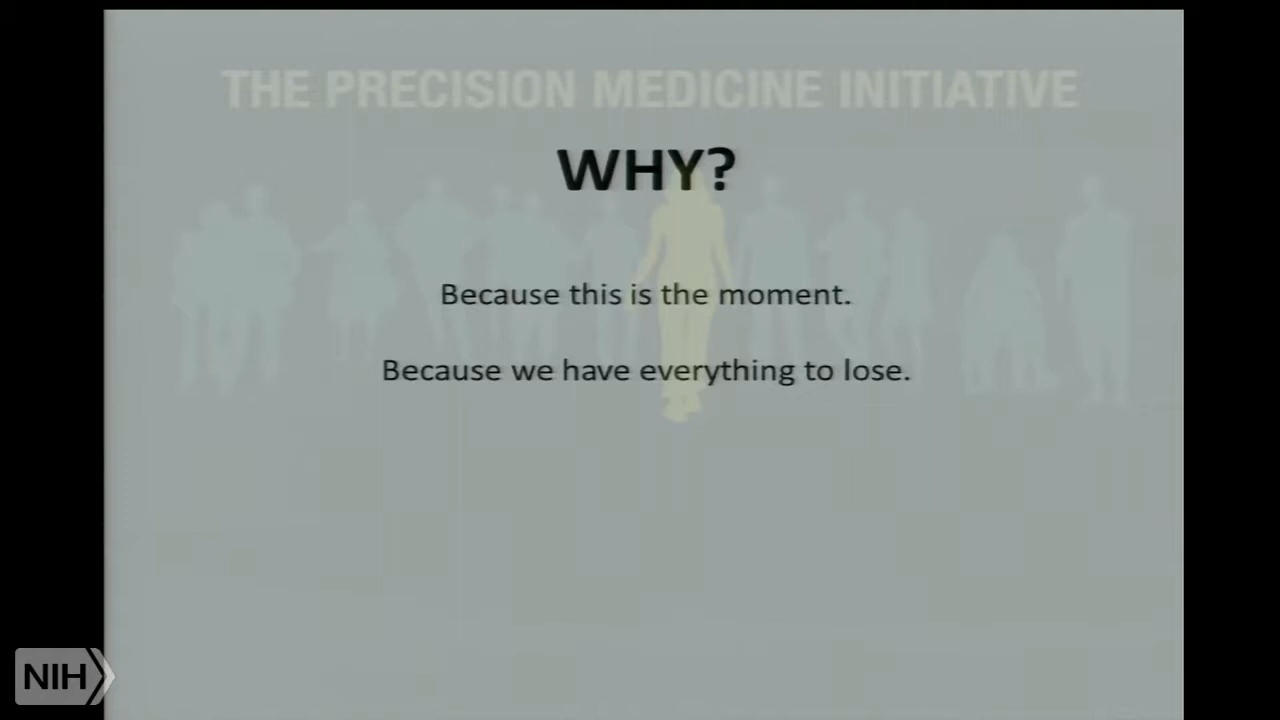 THE PRECISION MEDICINE INITIATIVE
WHY?
Because this is the moment.
Because we have everything to lose.
NIH